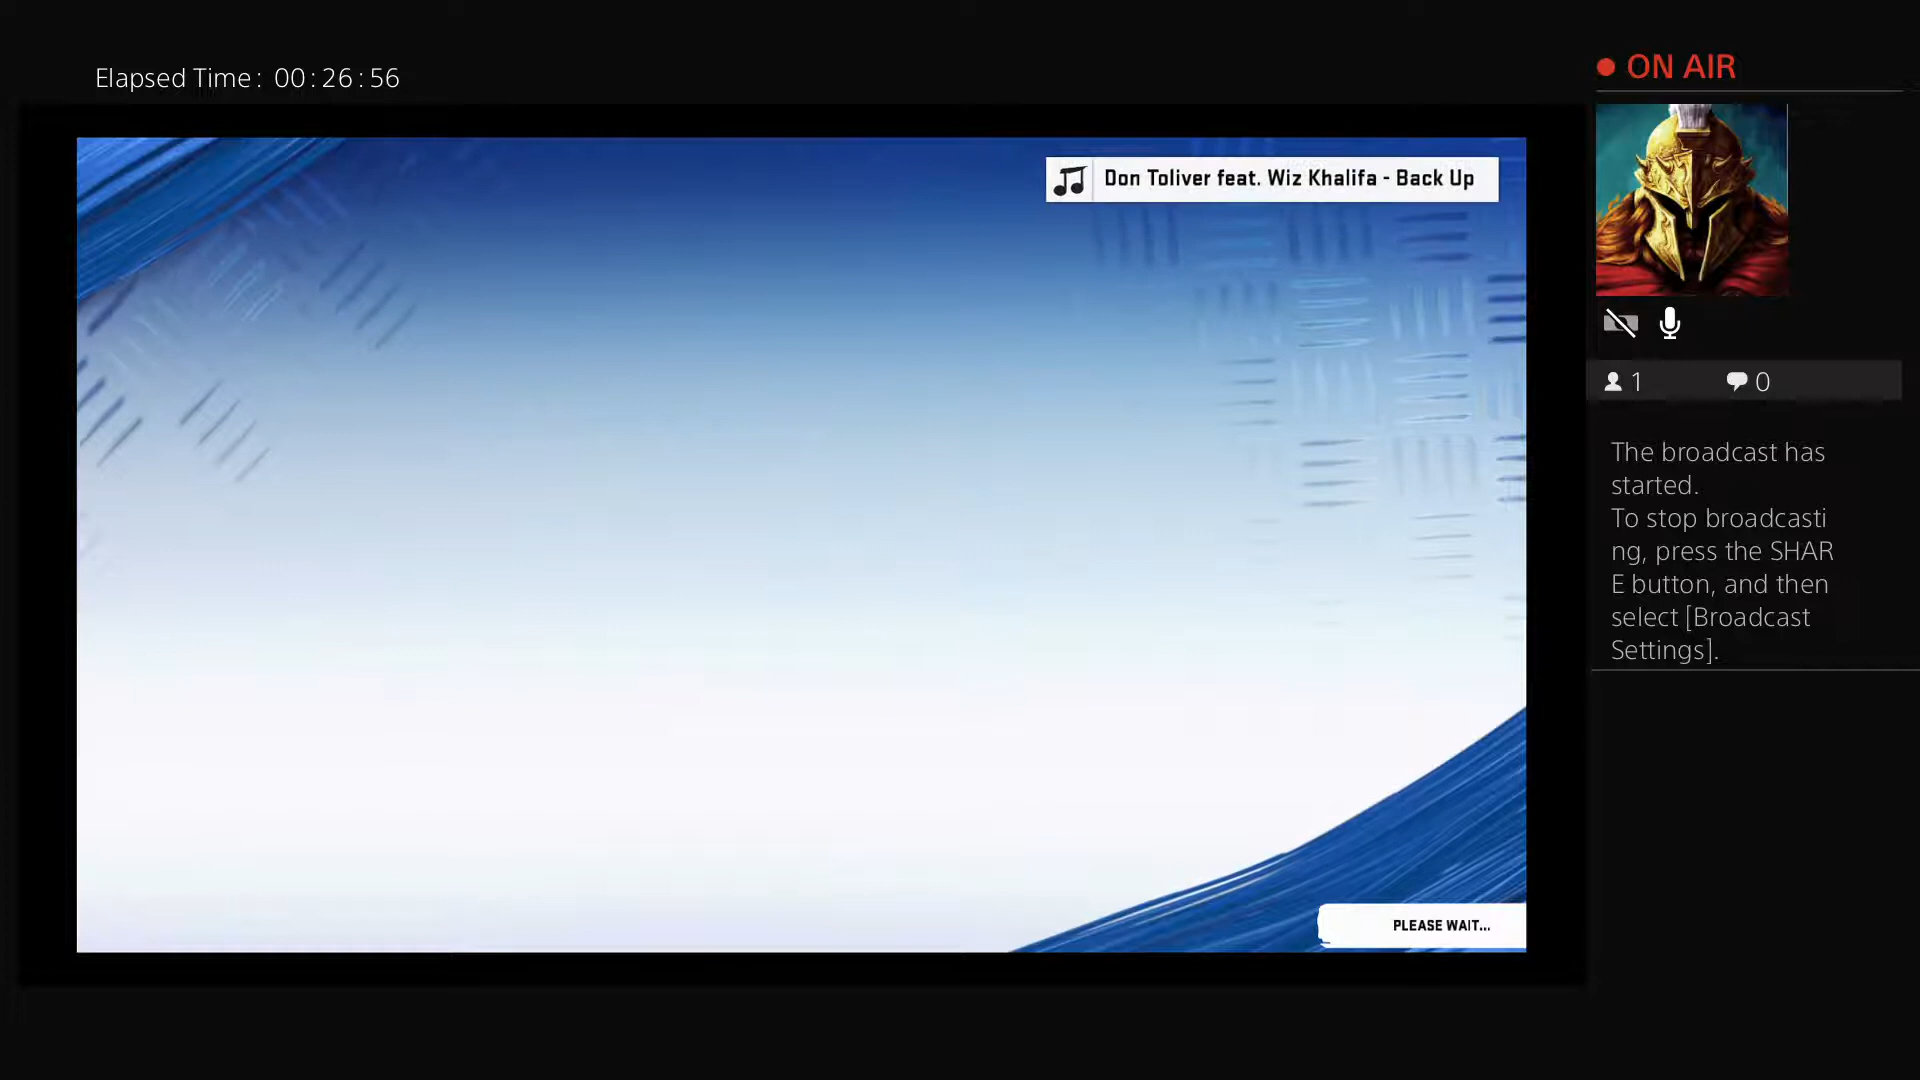 Elapsed Time: 00:26:56
ON AIR
Don Toliver feat. Wiz Khalifa - Back Up
1
0
The broadcast has
started.
To stop broadcasti
ng, press the SHAR
E button, and then
select [Broadcast
Settings].
PLEASE WAIT...